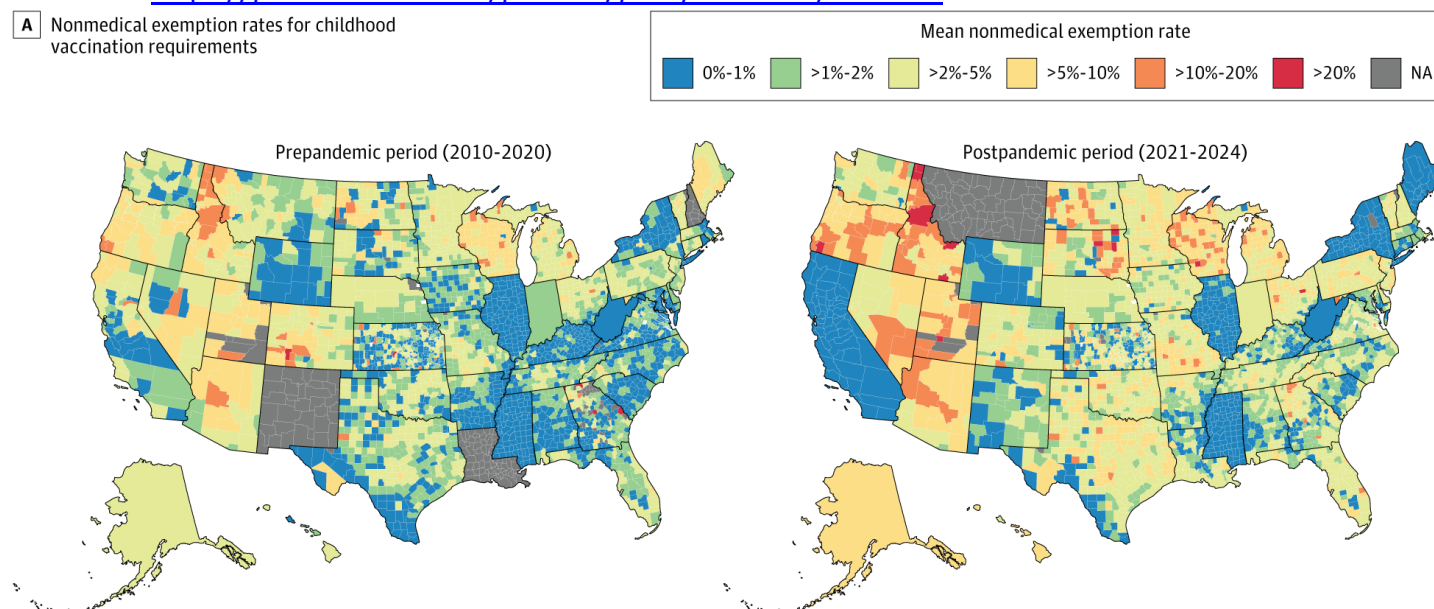 A Nonmedical exemption rates for childhood
vaccination requirements
Mean nonmedical exemption rate
0%-1% >1%-2% >2%-5% >5%-10% >10%-20% >20% NA
Prepandemic period (2010-2020)
Postpandemic period (2021-2024)